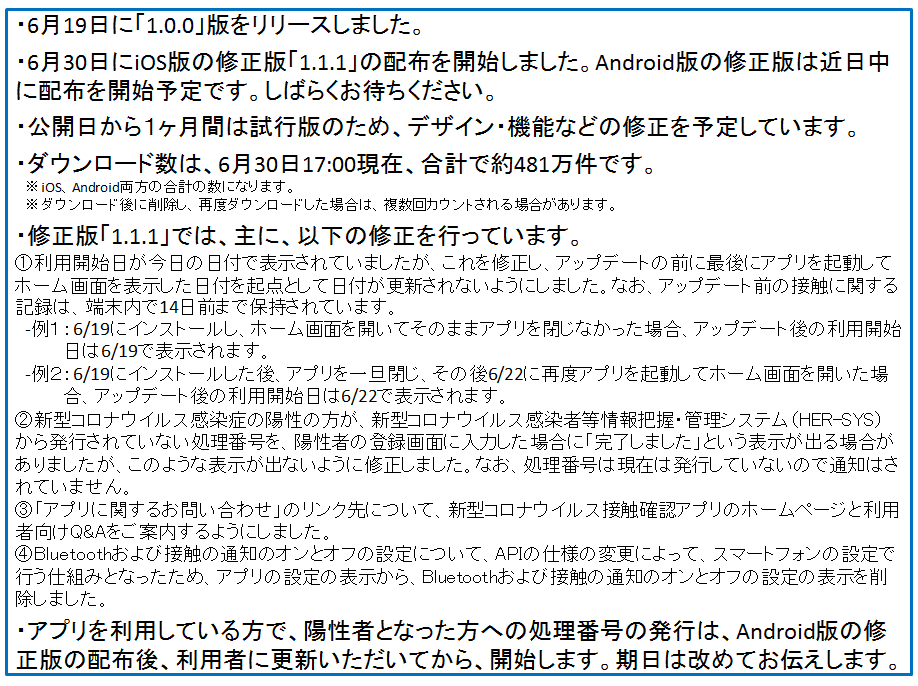 ・6月19日に「1.0.0」版をリリースしました。
・6月30日にiOS版の修正版「1.1.1」の配布を開始しました。Android版の修正版は近日中
に配布を開始予定です。しばらくお待ちください。
・公開日から1ヶ月間は試行版のため、デザイン・機能などの修正を予定しています。
・ダウンロード数は、6月30日17:00現在、合計で約481万件です。
※iOS、Android両方の合計の数になります。
※ダウンロード後に削除し、再度ダウンロードした場合は、複数回カウントされる場合があります。
・修正版「1.1.1」では、主に、以下の修正を行っています。
①利用開始日が今日の日付で表示されていましたが、これを修正し、アップデートの前に最後にアプリを起動して
ホーム画面を表示した日付を起点として日付が更新されないようにしました。なお、アップデート前の接触に関する
記録は、端末内で14日前まで保持されています。
-例1：6/19にインストールし、ホーム画面を開いてそのままアプリを閉じなかった場合、アップデート後の利用開始
日は6/19で表示されます。
-例2：6/19にインストールした後、アプリを一旦閉じ、その後6/22に再度アプリを起動してホーム画面を開いた場
合、アップデート後の利用開始日は6/22で表示されます。
②新型コロナウイルス感染症の陽性の方が、新型コロナウイルス感染者等情報把握・管理システム（HER-SYS）
から発行されていない処理番号を、陽性者の登録画面に入力した場合に「完了しました」という表示が出る場合が
ありましたが、このような表示が出ないように修正しました。なお、処理番号は現在は発行していないので通知はさ
れていません。
③「アプリに関するお問い合わせ」のリンク先について、新型コロナウイルス接触確認アプリのホームページと利用
者向けQ&Aをご案内するようにしました。
④Bluetoothおよび接触の通知のオンとオフの設定について、APIの仕様の変更によって、スマートフォンの設定で
行う仕組みとなったため、アプリの設定の表示から、Bluetoothおよび接触の通知のオンとオフの設定の表示を削
除しました。
・アプリを利用している方で、陽性者となった方への処理番号の発行は、Android版の修
正版の配布後、利用者に更新いただいてから、開始します。期日は改めてお伝えします。